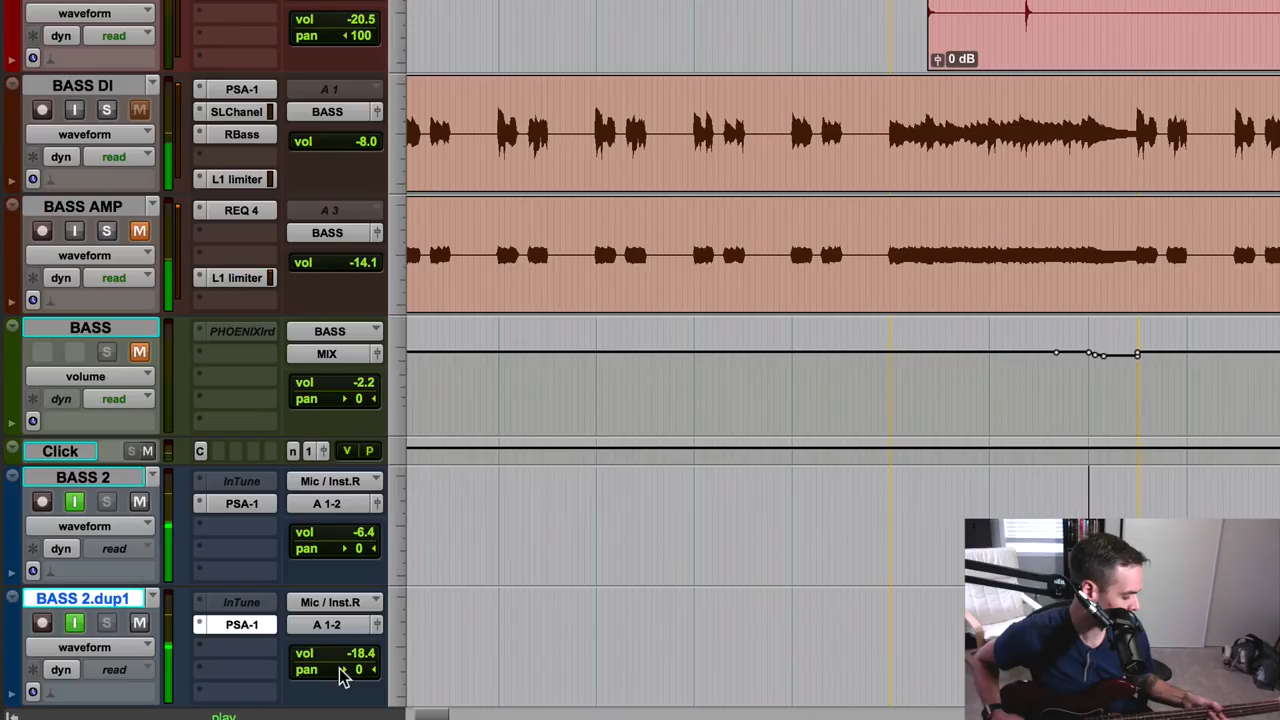 waveform
dyn read
vol -20.5
pan 100
0 dB
BASS DI
I S M
waveform
dyn read
PSA-1
SLChanel
RBass
L1 limiter
A 1
BASS
vol -8.0
BASS AMP
I S M
waveform
dyn read
REQ 4
L1 limiter
A 3
BASS
vol -14.1
BASS
S M
volume
dyn read
PHOENIXIrd
BASS
MIX
vol -2.2
pan 0
Click
S M
C
n 1 V P
BASS 2
I S M
waveform
dyn read
InTune
PSA-1
Mic / Inst.R
A 1-2
vol -6.4
pan 0
BASS 2.dup1
I S M
waveform
dyn read
InTune
PSA-1
Mic / Inst.R
A 1-2
vol -18.4
pan 0
play